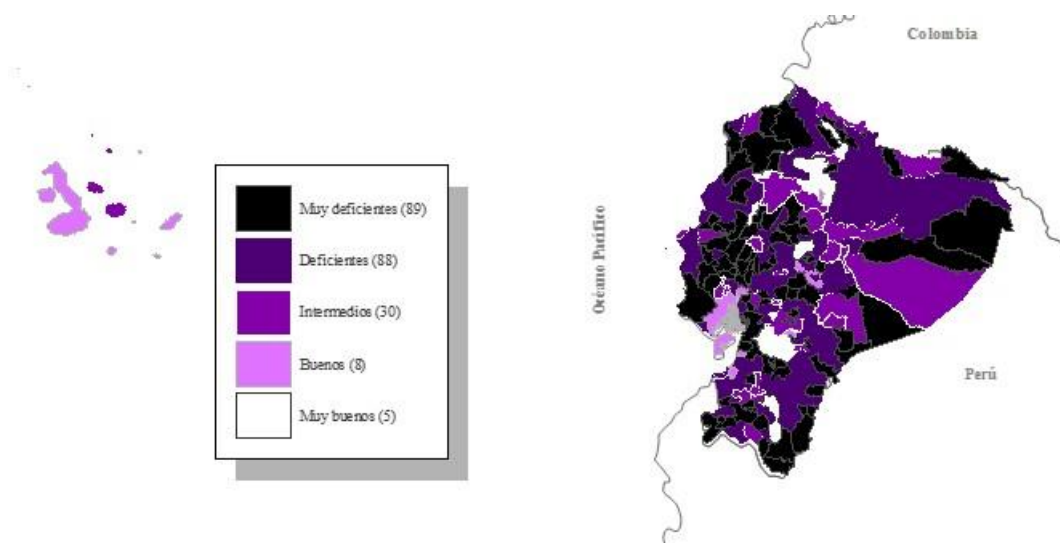 Colombia
Océano Pacífico
Perú
Muy deficientes (89)
Deficientes (88)
Intermedios (30)
Buenos (8)
Muy buenos (5)